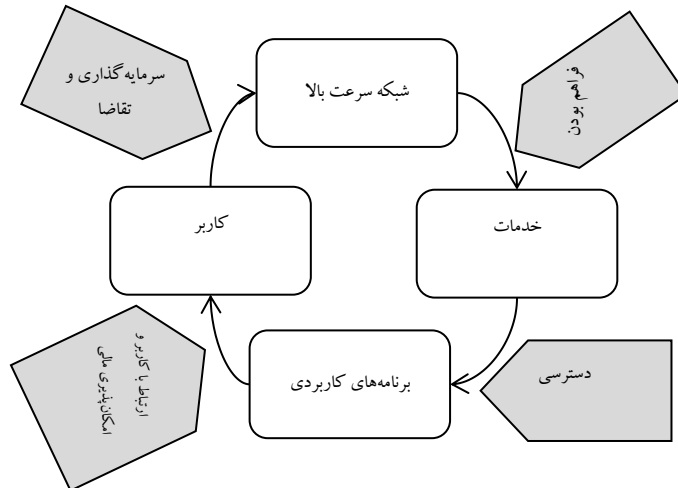 سرمایه‌گذاری و
تقاضا
شبکه سرعت بالا
فراهم بودن
کاربر
خدمات
ارتباط با کاربر و
امکان‌پذیری مالی
برنامه‌های کاربردی
دسترسی